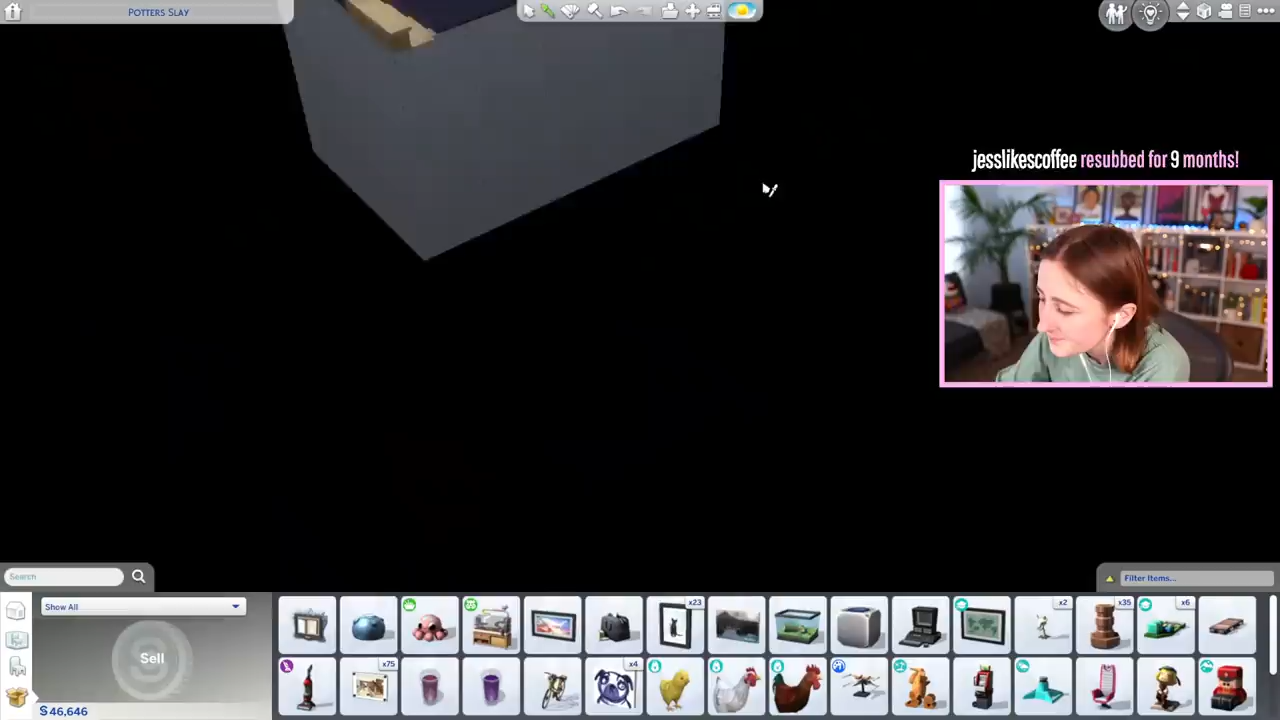 POTTERS SLAY
jesslikescoffee resubbed for 9 months!
Search
Filter Items...
Show All
x23
x2
x35
x6
Sell
x75
x4
§46,646